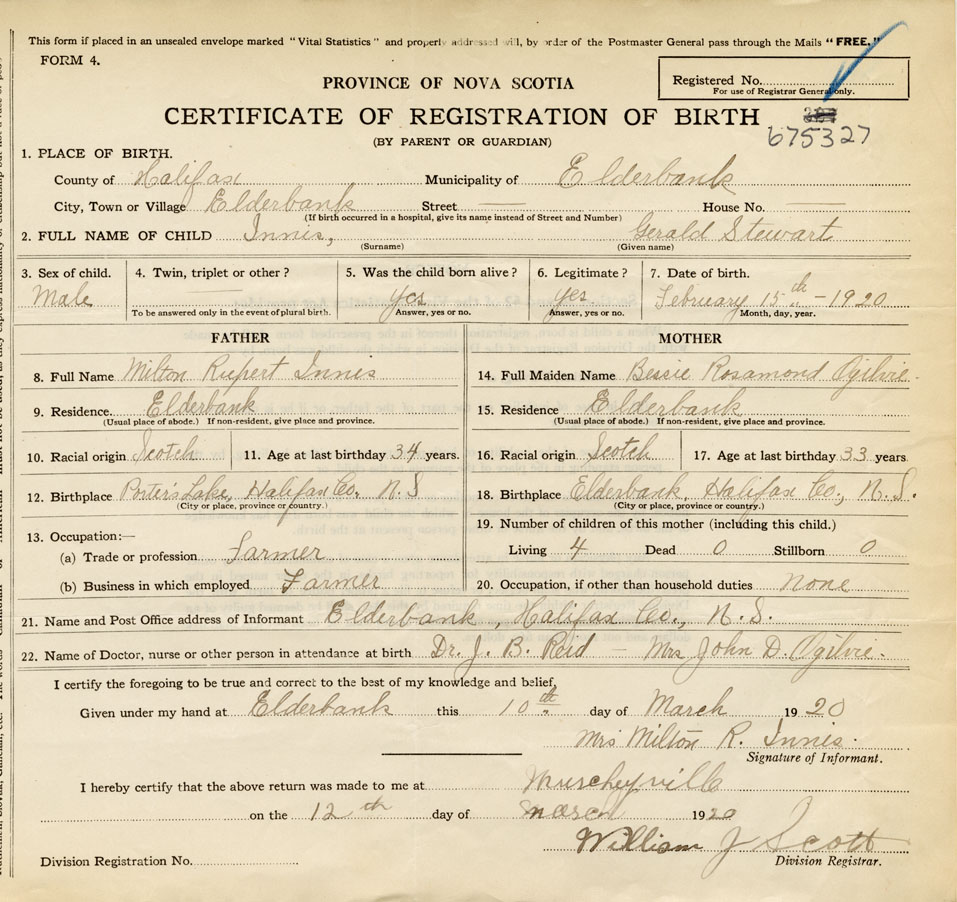 This form if placed in an unsealed envelope marked "Vital Statistics" and properly addressed will, by order of the Postmaster General pass through the Mails "FREE."
FORM 4.
Registered No.
For use of Registrar General only.
PROVINCE OF NOVA SCOTIA
CERTIFICATE OF REGISTRATION OF BIRTH
675327
(BY PARENT OR GUARDIAN)
1. PLACE OF BIRTH.
County of Halifax Municipality of Elderbank
City, Town or Village Elderbank Street — House No. —
(If birth occurred in a hospital, give its name instead of Street and Number)
2. FULL NAME OF CHILD Innis, Gerald Stewart
(Surname) (Given name)
3. Sex of child. 4. Twin, triplet or other? 5. Was the child born alive? 6. Legitimate? 7. Date of birth.
Male — yes yes February 15th - 1920
To be answered only in the event of plural birth. Answer, yes or no. Answer, yes or no. Month, day, year.
FATHER MOTHER
8. Full Name Milton Rupert Innis
14. Full Maiden Name Bessie Rosamond Ogilvie.
9. Residence. Elderbank
15. Residence Elderbank
(Usual place of abode.) If non-resident, give place and province.
(Usual place of abode.) If non-resident, give place and province.
10. Racial origin Scotch 11. Age at last birthday 34 years.
16. Racial origin Scotch 17. Age at last birthday 33 years
12. Birthplace Porter's Lake, Halifax Co. N. S
18. Birthplace Elderbank, Halifax Co., N. S.
(City or place, province or country.)
(City or place, province or country.)
13. Occupation:—
19. Number of children of this mother (including this child.)
(a) Trade or profession Farmer
Living 4 Dead 0 Stillborn 0
(b) Business in which employed Farmer
20. Occupation, if other than household duties none
21. Name and Post Office address of Informant Elderbank, Halifax Co., N. S.
22. Name of Doctor, nurse or other person in attendance at birth Dr. J. B. Reid — Mrs John D. Ogilvie.
I certify the foregoing to be true and correct to the best of my knowledge and belief,
Given under my hand at Elderbank this 10th day of March 1920
Mrs Milton R. Innis.
Signature of Informant.
I hereby certify that the above return was made to me at
on the 12th day of March 1920
William J Scott
Division Registration No. Division Registrar.